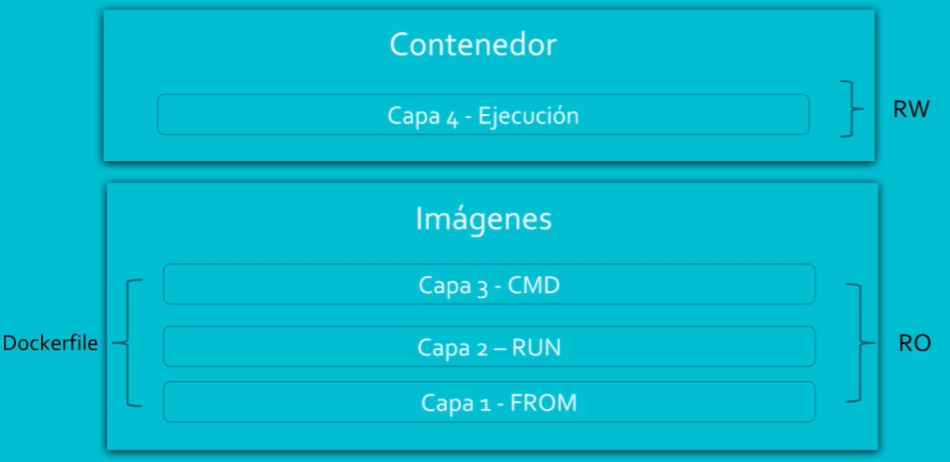 Contenedor
Capa 4 - Ejecución
RW
Imágenes
Capa 3 - CMD
Dockerfile
Capa 2 – RUN
RO
Capa 1 - FROM